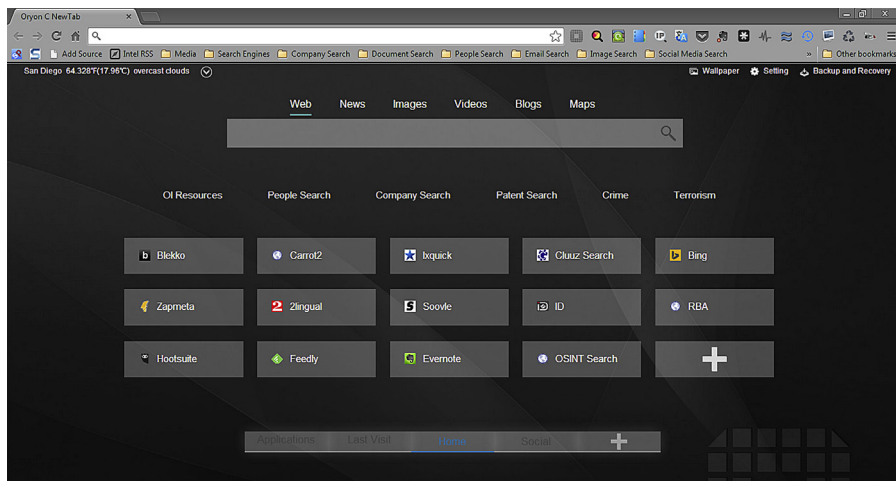 Oryon C NewTab
Add Source Intel RSS Media Search Engines Company Search Document Search People Search Email Search Image Search Social Media Search » Other bookmarks
San Diego 64.328°F(17.96°C) overcast clouds Wallpaper Setting Backup and Recovery
Web News Images Videos Blogs Maps
OI Resources People Search Company Search Patent Search Crime Terrorism
Blekko Carrot2 Ixquick Cluuz Search Bing
Zapmeta 2lingual Soovle ID RBA
Hootsuite Feedly Evernote OSINT Search
Applications Last Visit Home Social